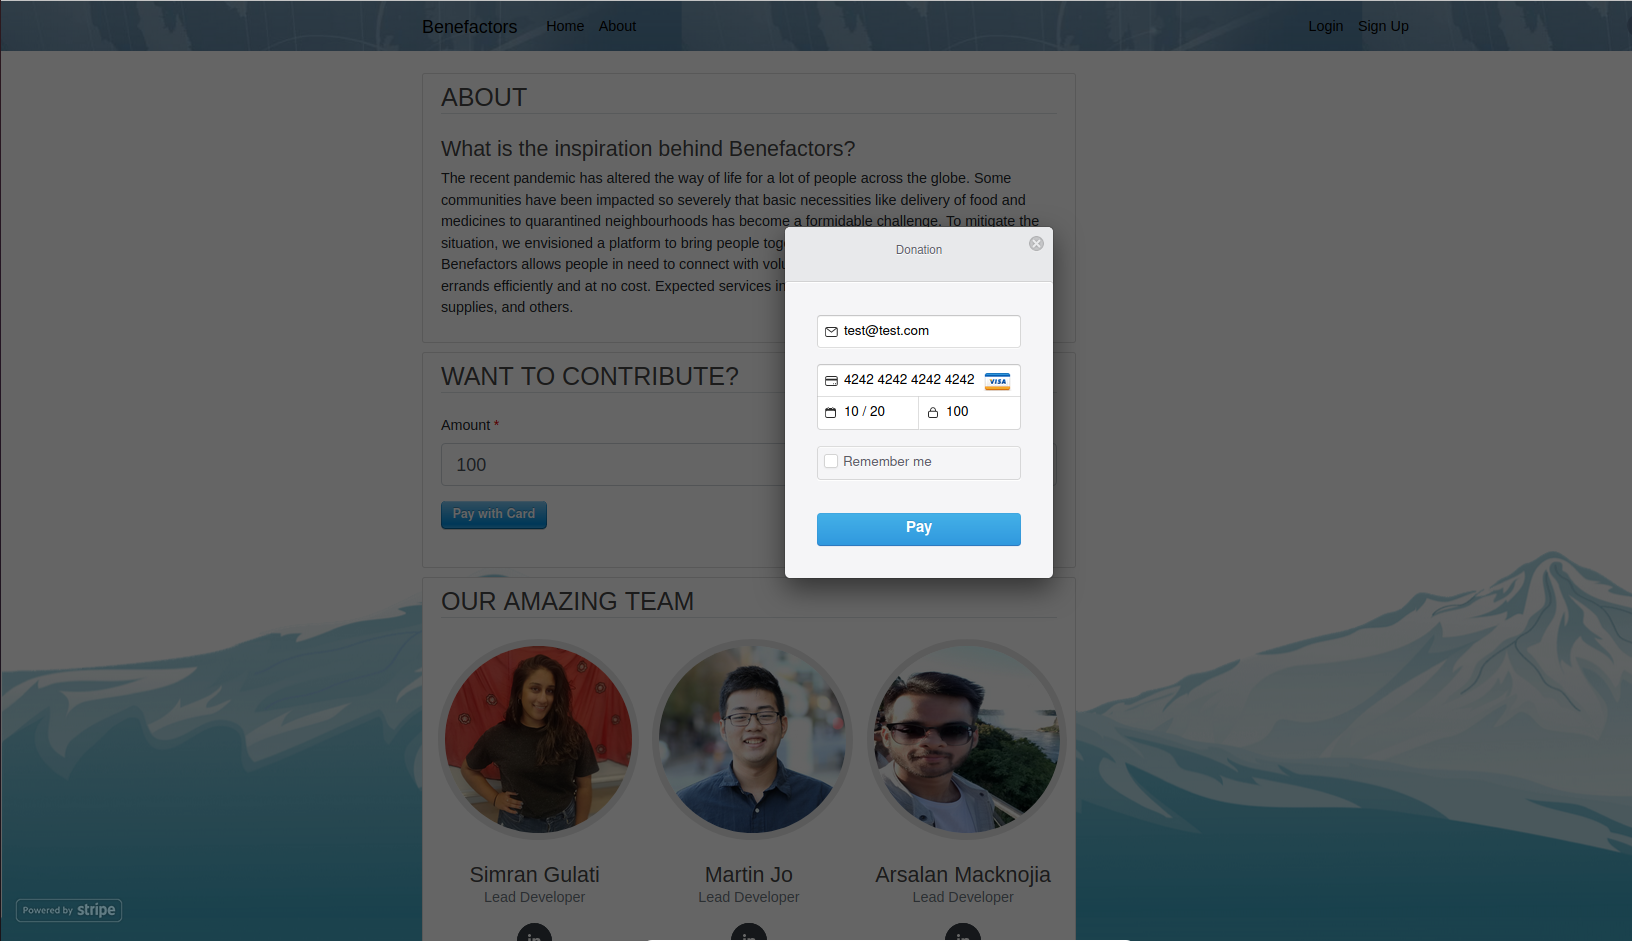 Benefactors Home About Login Sign Up
ABOUT
What is the inspiration behind Benefactors?
The recent pandemic has altered the way of life for a lot of people across the globe. Some
communities have been impacted so severely that basic necessities like delivery of food and
medicines to quarantined neighbourhoods has become a formidable challenge. To mitigate the
situation, we envisioned a platform to bring people
Benefactors allows people in need to connect with
errands efficiently and at no cost. Expected services
supplies, and others.
Donation
test@test.com
4242 4242 4242 4242 VISA
10 / 20 100
Remember me
Pay
WANT TO CONTRIBUTE?
Amount *
100
Pay with Card
OUR AMAZING TEAM
Simran Gulati Martin Jo Arsalan Macknojia
Lead Developer Lead Developer Lead Developer
in in in
Powered by stripe